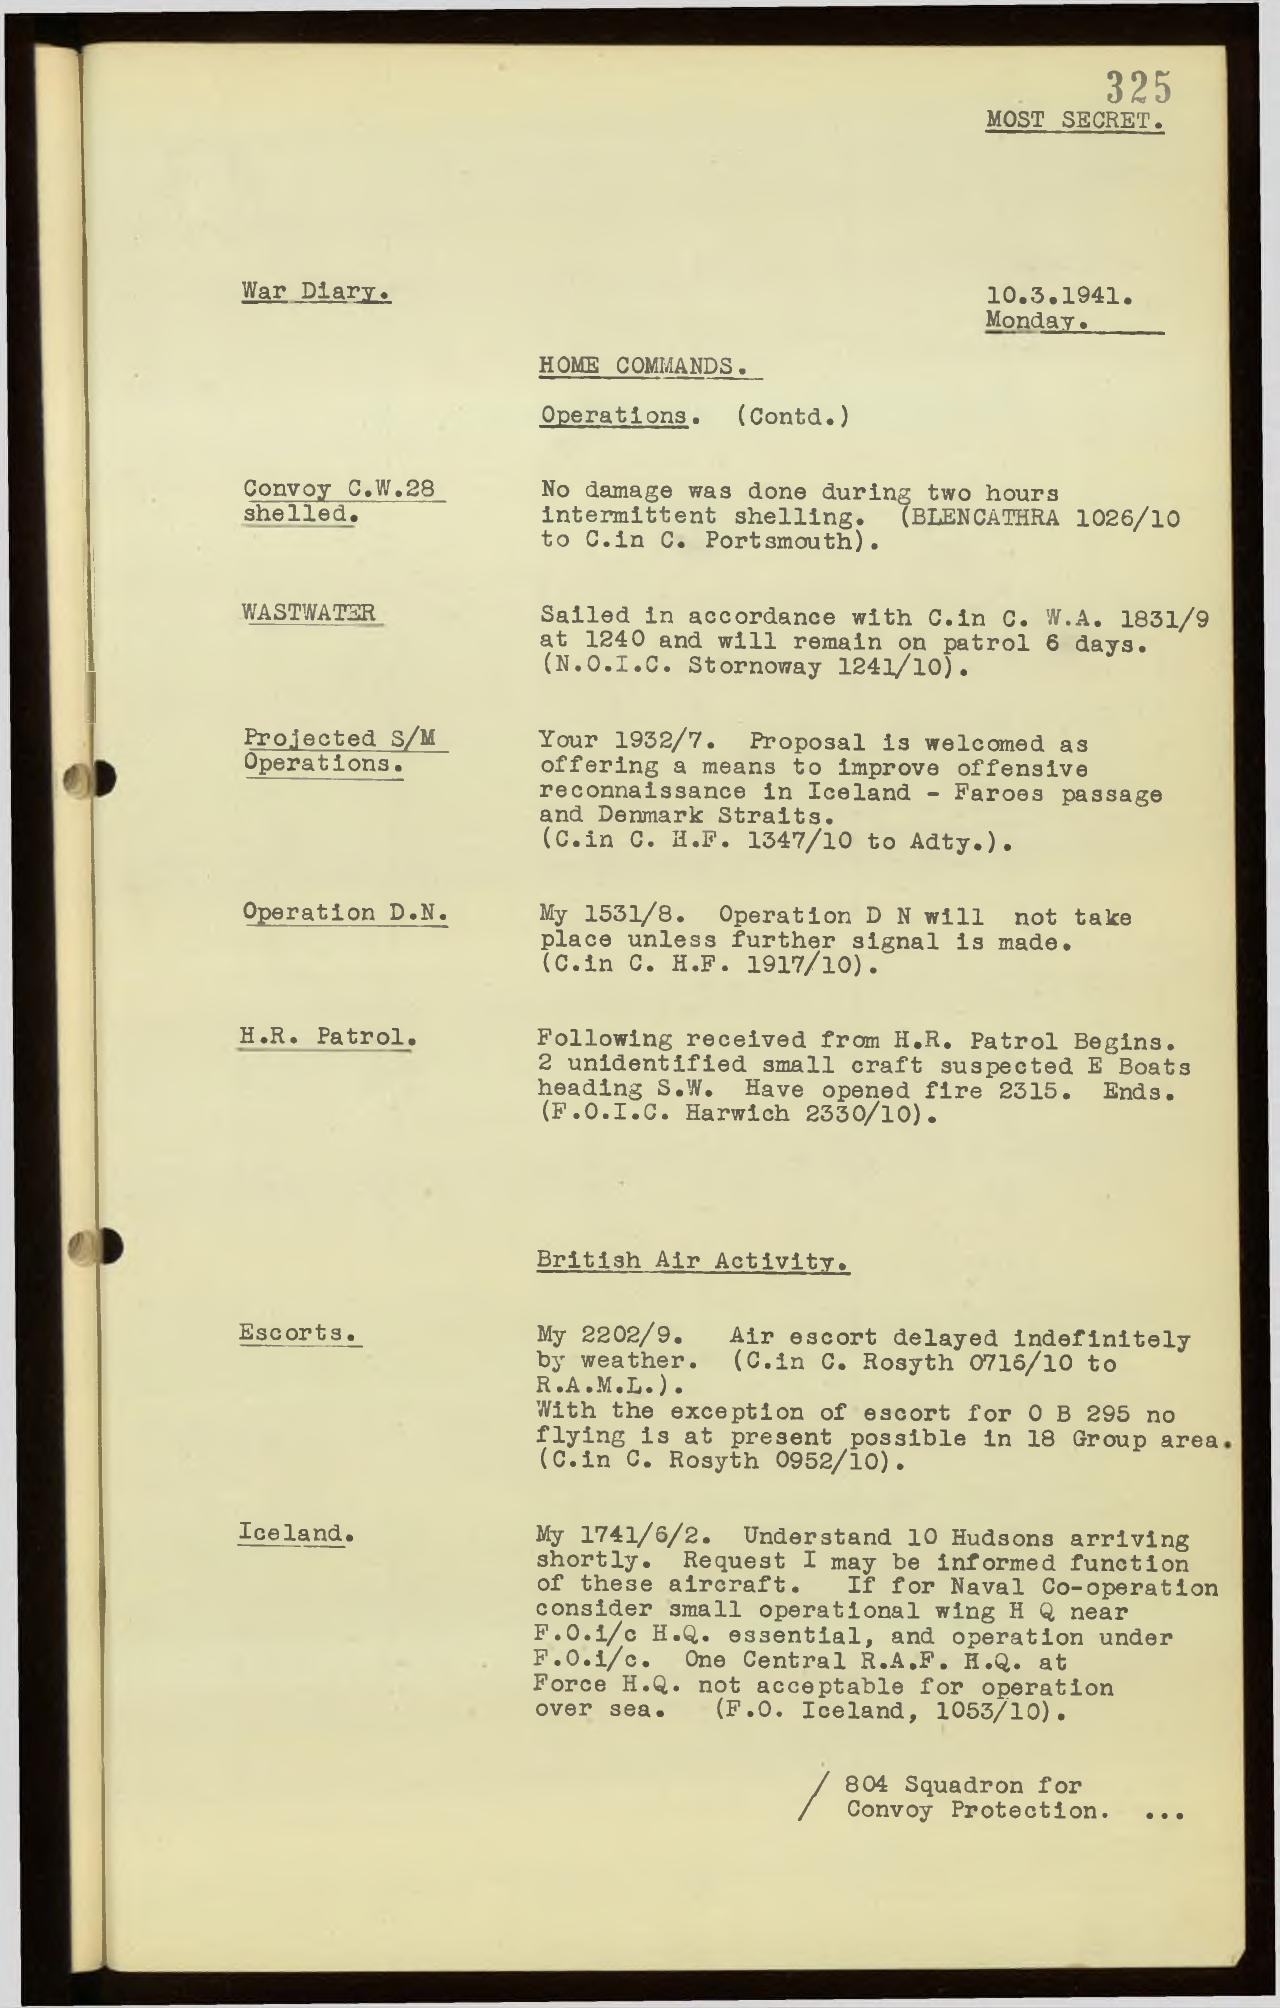 325
MOST SECRET.
War Diary.
10.3.1941.
Monday.
HOME COMMANDS.
Operations. (Contd.)
Convoy C.W.28
shelled.
No damage was done during two hours
intermittent shelling. (BLENCATHRA 1026/10
to C.in C. Portsmouth).
WASTWATER
Sailed in accordance with C.in C. W.A. 1831/9
at 1240 and will remain on patrol 6 days.
(N.O.I.C. Stornoway 1241/10).
Projected S/M
Operations.
Your 1932/7. Proposal is welcomed as
offering a means to improve offensive
reconnaissance in Iceland - Faroes passage
and Denmark Straits.
(C.in C. H.F. 1347/10 to Adty.).
Operation D.N.
My 1531/8. Operation D N will not take
place unless further signal is made.
(C.in C. H.F. 1917/10).
H.R. Patrol.
Following received from H.R. Patrol Begins.
2 unidentified small craft suspected E Boats
heading S.W. Have opened fire 2315. Ends.
(F.O.I.C. Harwich 2330/10).
British Air Activity.
Escorts.
My 2202/9. Air escort delayed indefinitely
by weather. (C.in C. Rosyth 0716/10 to
R.A.M.L.).
With the exception of escort for O B 295 no
flying is at present possible in 18 Group area.
(C.in C. Rosyth 0952/10).
Iceland.
My 1741/6/2. Understand 10 Hudsons arriving
shortly. Request I may be informed function
of these aircraft. If for Naval Co-operation
consider small operational wing H Q near
F.O.i/c H.Q. essential, and operation under
F.O.i/c. One Central R.A.F. H.Q. at
Force H.Q. not acceptable for operation
over sea. (F.O. Iceland, 1053/10).
/ 804 Squadron for
Convoy Protection. ...